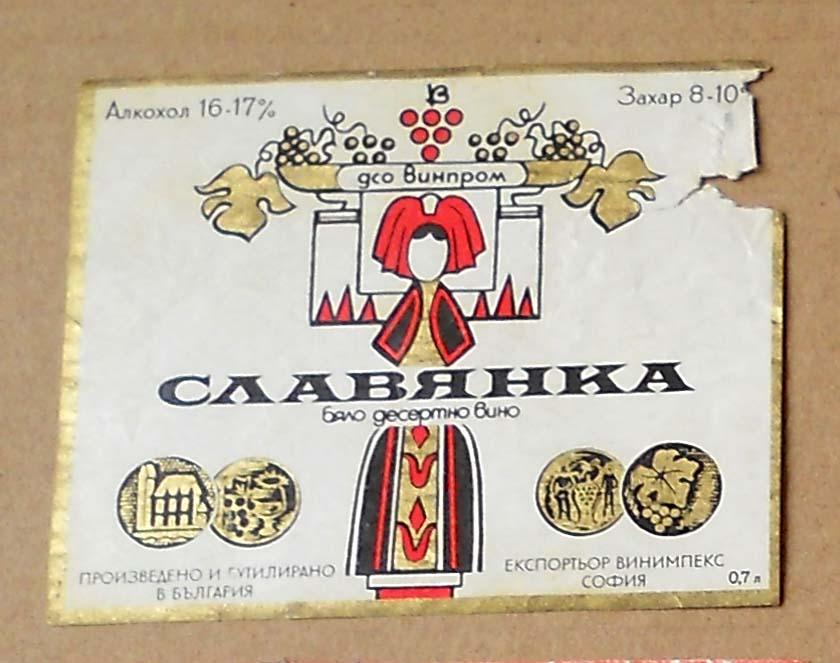 Алкохол 16-17%
Захар 8-10%
дсо Винпром
СЛАВЯНКА
бяло десертно вино
ПРОИЗВЕДЕНО И БУТИЛИРАНО
В БЪЛГАРИЯ
ЕКСПОРТЬОР ВИНИМПЕКС
СОФИЯ
0,7 л